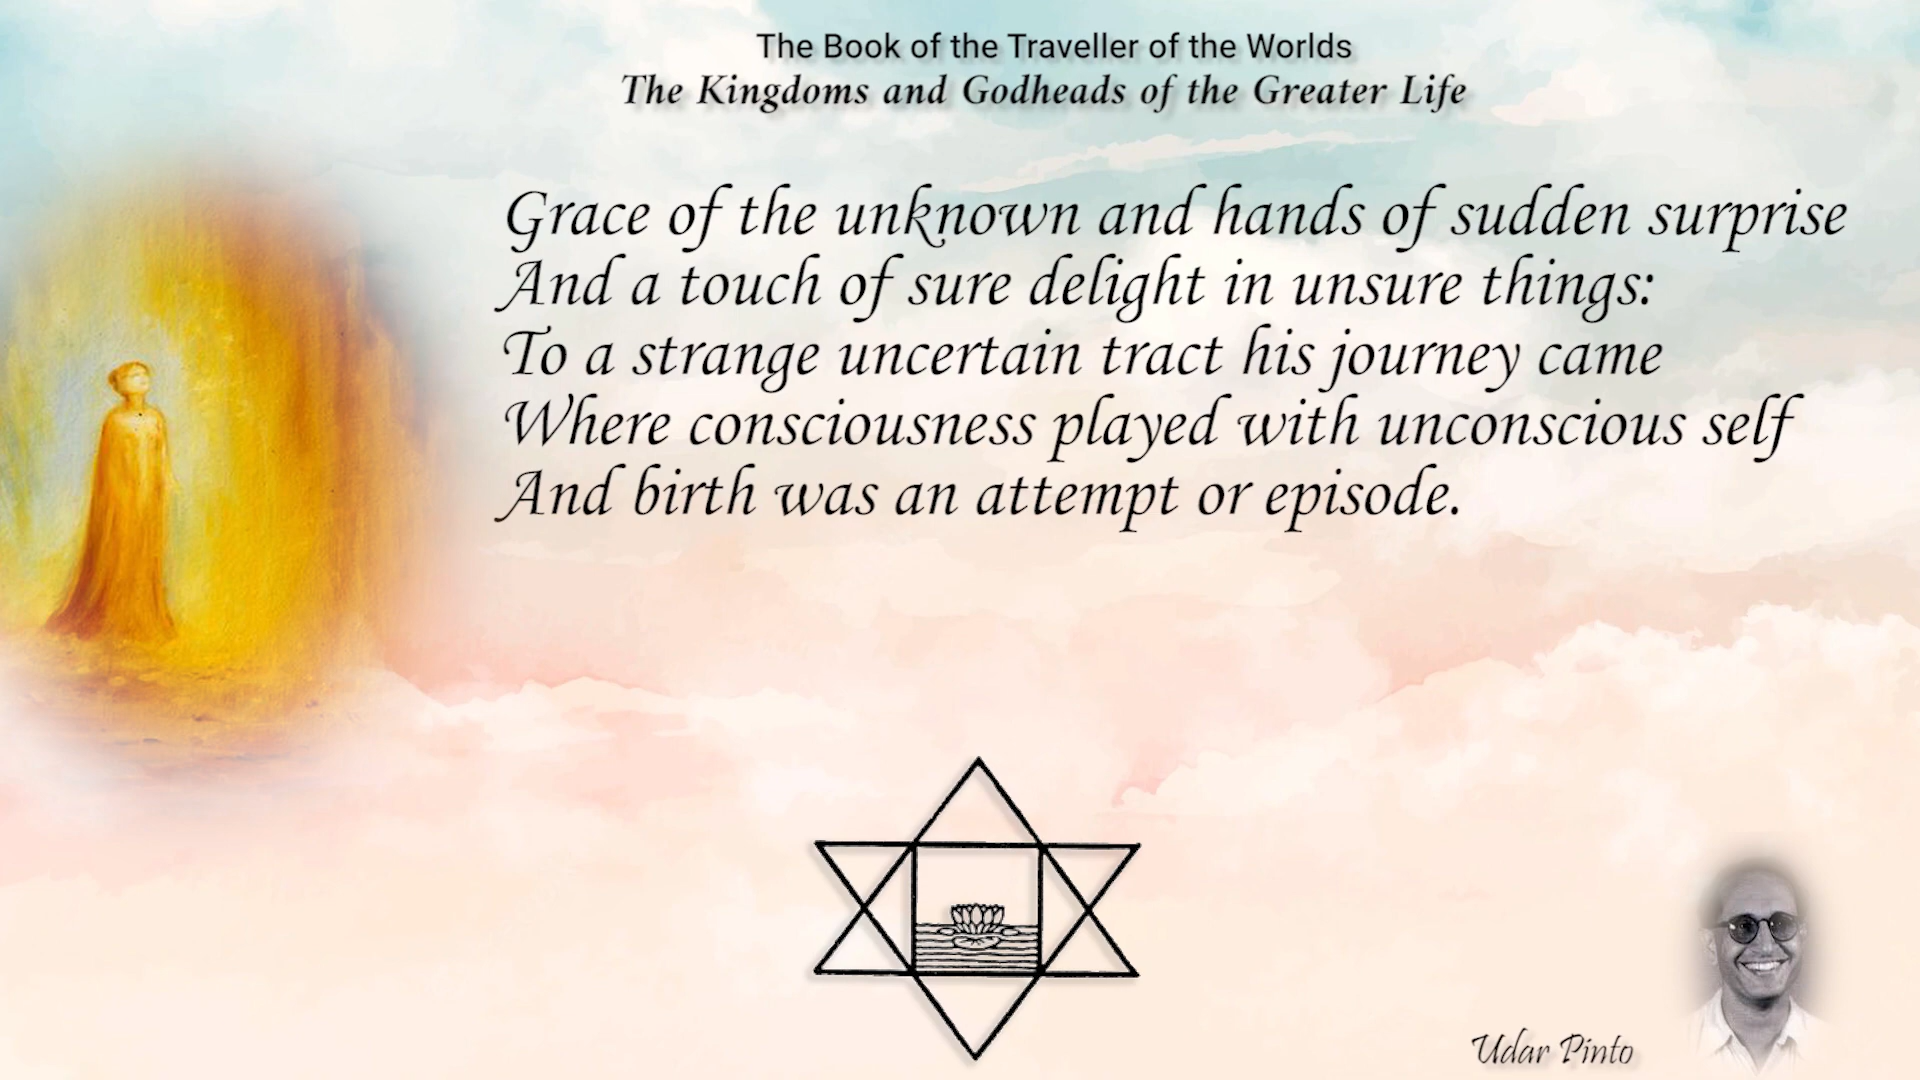 The Book of the Traveller of the Worlds
The Kingdoms and Godheads of the Greater Life
Grace of the unknown and hands of sudden surprise
And a touch of sure delight in unsure things:
To a strange uncertain tract his journey came
Where consciousness played with unconscious self
And birth was an attempt or episode.
Udar Pinto